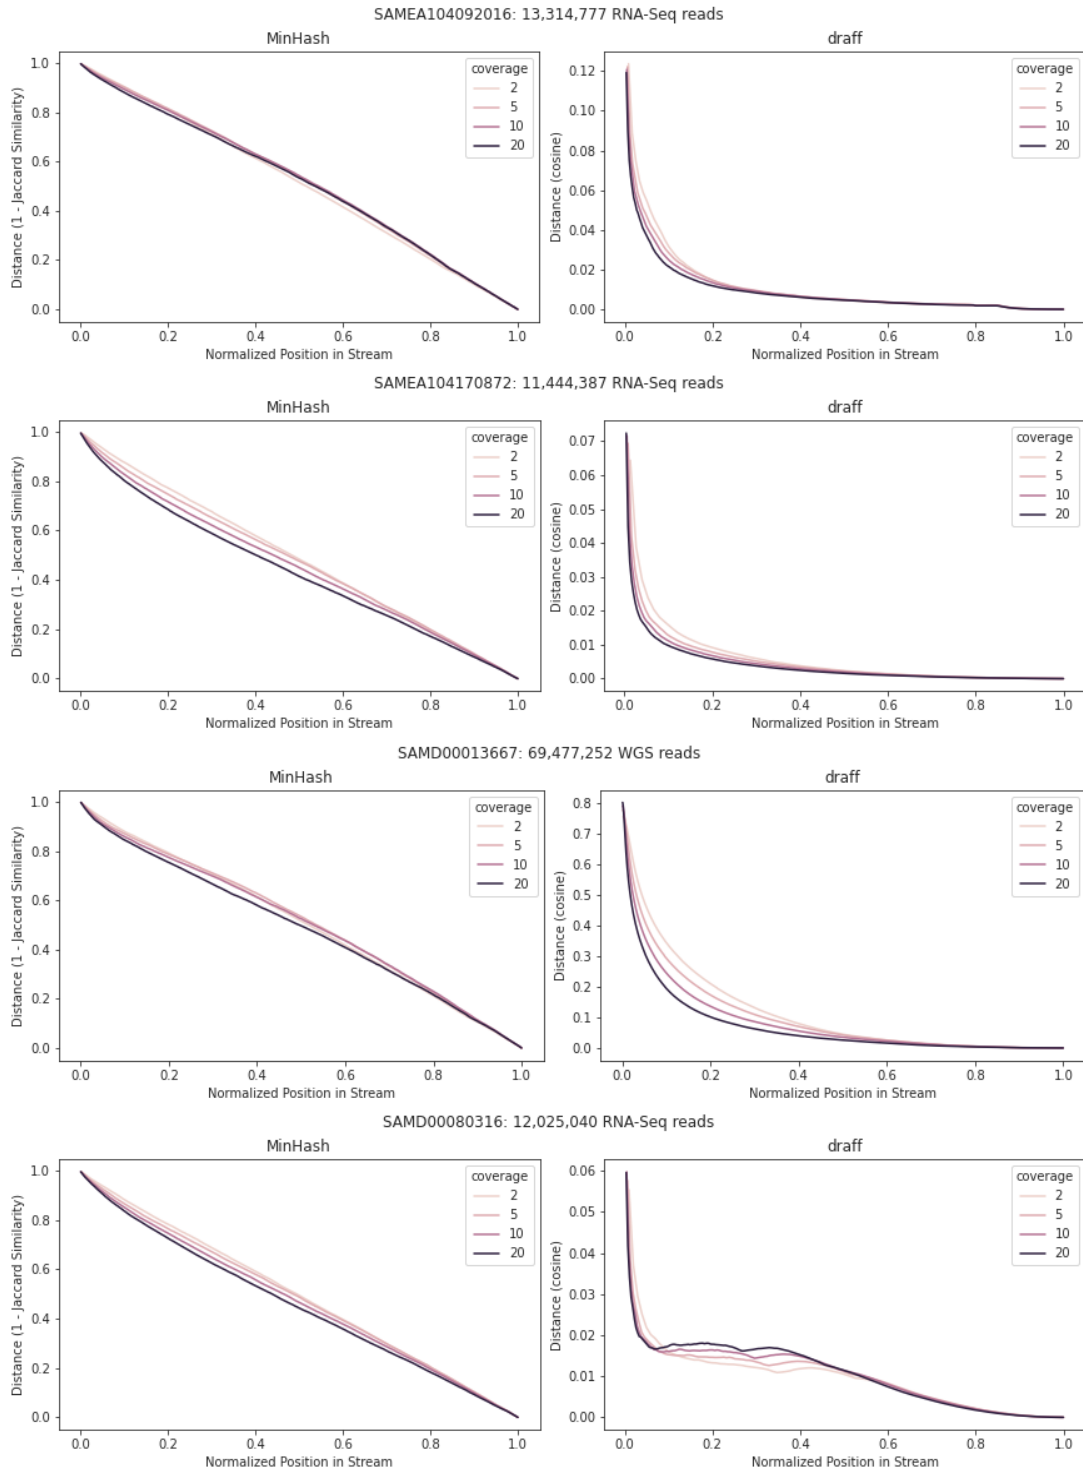 SAMEA104092016: 13,314,777 RNA-Seq reads
MinHash
Distance (1 - Jaccard Similarity)
1.0
0.8
0.6
0.4
0.2
0.0
coverage
2
5
10
20
0.0 0.2 0.4 0.6 0.8 1.0
Normalized Position in Stream
draff
Distance (cosine)
0.12
0.10
0.08
0.06
0.04
0.02
0.00
coverage
2
5
10
20
0.0 0.2 0.4 0.6 0.8 1.0
Normalized Position in Stream
SAMEA104170872: 11,444,387 RNA-Seq reads
MinHash
Distance (1 - Jaccard Similarity)
1.0
0.8
0.6
0.4
0.2
0.0
coverage
2
5
10
20
0.0 0.2 0.4 0.6 0.8 1.0
Normalized Position in Stream
draff
Distance (cosine)
0.07
0.06
0.05
0.04
0.03
0.02
0.01
0.00
coverage
2
5
10
20
0.0 0.2 0.4 0.6 0.8 1.0
Normalized Position in Stream
SAMD00013667: 69,477,252 WGS reads
MinHash
Distance (1 - Jaccard Similarity)
1.0
0.8
0.6
0.4
0.2
0.0
coverage
2
5
10
20
0.0 0.2 0.4 0.6 0.8 1.0
Normalized Position in Stream
draff
Distance (cosine)
0.8
0.7
0.6
0.5
0.4
0.3
0.2
0.1
0.0
coverage
2
5
10
20
0.0 0.2 0.4 0.6 0.8 1.0
Normalized Position in Stream
SAMD00080316: 12,025,040 RNA-Seq reads
MinHash
Distance (1 - Jaccard Similarity)
1.0
0.8
0.6
0.4
0.2
0.0
coverage
2
5
10
20
0.0 0.2 0.4 0.6 0.8 1.0
Normalized Position in Stream
draff
Distance (cosine)
0.06
0.05
0.04
0.03
0.02
0.01
0.00
coverage
2
5
10
20
0.0 0.2 0.4 0.6 0.8 1.0
Normalized Position in Stream